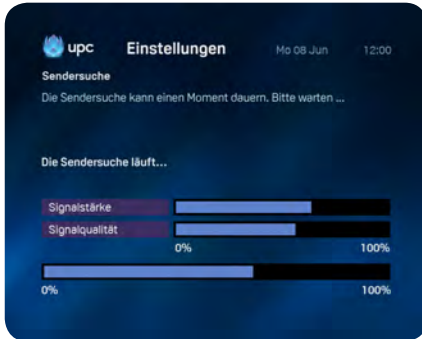 upc Einstellungen Mo 08 Jun 12:00
Sendersuche
Die Sendersuche kann einen Moment dauern. Bitte warten ...
Die Sendersuche läuft...
Signalstärke
Signalqualität
0% 100%
0% 100%